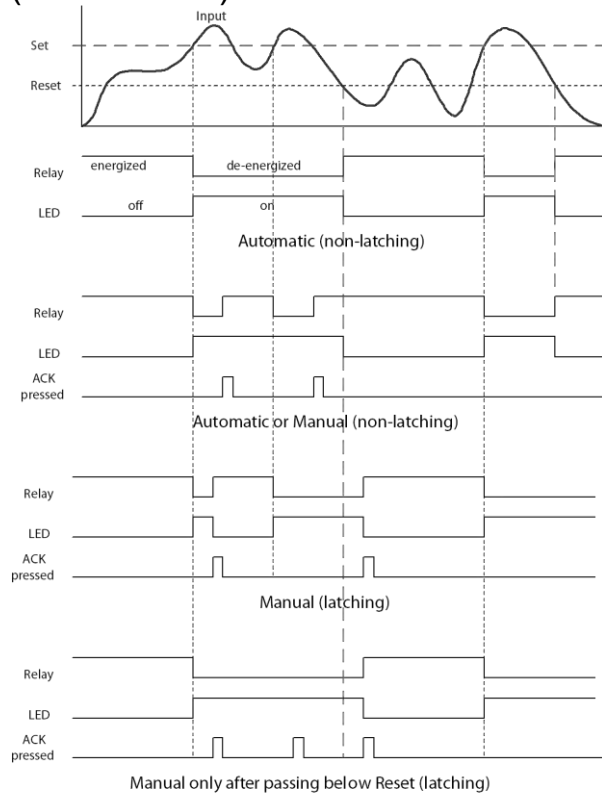 Input
Set
Reset
energized de-energized
Relay
off on
LED
Automatic (non-latching)
Relay
LED
ACK
pressed
Automatic or Manual (non-latching)
Relay
LED
ACK
pressed
Manual (latching)
Relay
LED
ACK
pressed
Manual only after passing below Reset (latching)